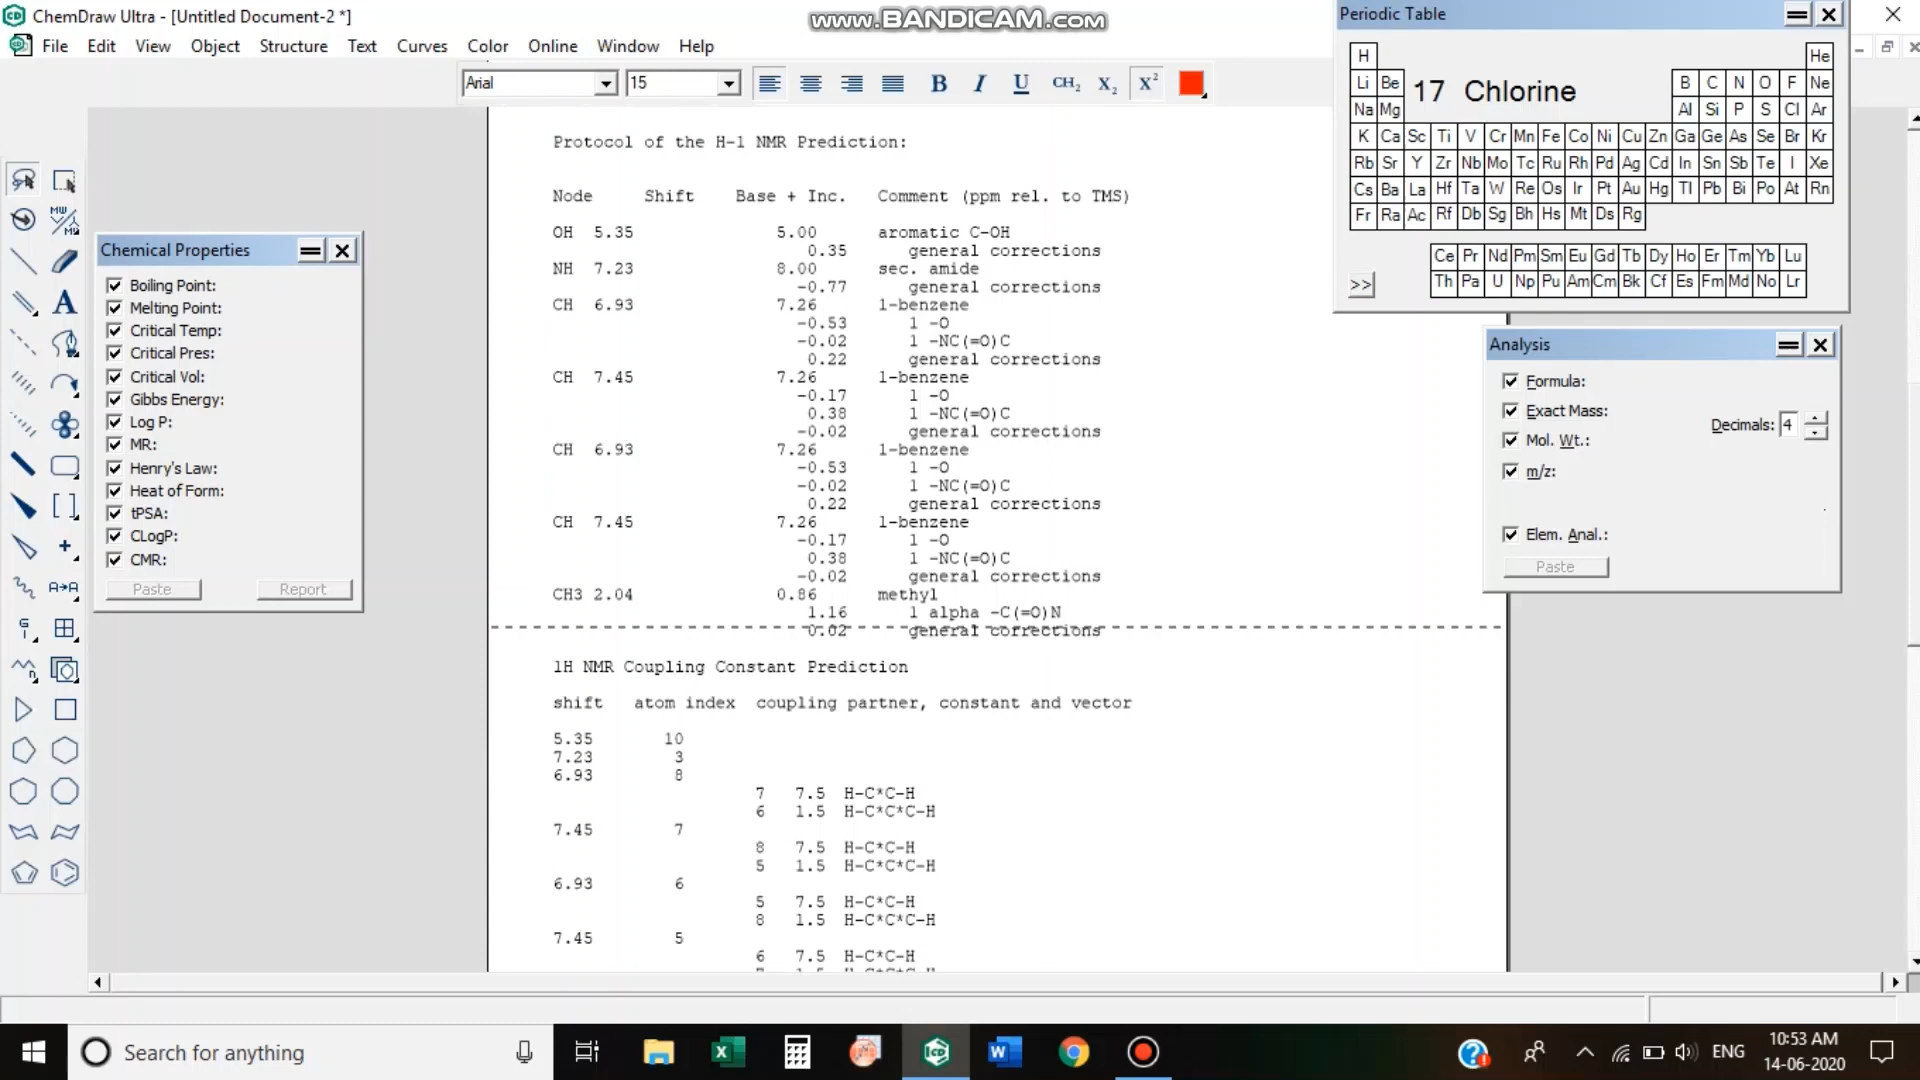 ChemDraw Ultra - [Untitled Document-2 *]
www.BANDICAM.com
File Edit View Object Structure Text Curves Color Online Window Help
Arial 15 B I U CH2 X2 X2
Protocol of the H-1 NMR Prediction:
Node Shift Base + Inc. Comment (ppm rel. to TMS)
OH 5.35 5.00 aromatic C-OH
0.35 general corrections
NH 7.23 8.00 sec. amide
-0.77 general corrections
CH 6.93 7.26 1-benzene
-0.53 1 -O
-0.02 1 -NC(=O)C
0.22 general corrections
CH 7.45 7.26 1-benzene
-0.17 1 -O
0.38 1 -NC(=O)C
-0.02 general corrections
CH 6.93 7.26 1-benzene
-0.53 1 -O
-0.02 1 -NC(=O)C
0.22 general corrections
CH 7.45 7.26 1-benzene
-0.17 1 -O
0.38 1 -NC(=O)C
-0.02 general corrections
CH3 2.04 0.86 methyl
1.16 1 alpha -C(=O)N
0.02 general corrections
1H NMR Coupling Constant Prediction
shift atom index coupling partner, constant and vector
5.35 10
7.23 3
6.93 8
7 7.5 H-C*C-H
6 1.5 H-C*C*C-H
7.45 7
8 7.5 H-C*C-H
5 1.5 H-C*C*C-H
6.93 6
5 7.5 H-C*C-H
8 1.5 H-C*C*C-H
7.45 5
6 7.5 H-C*C-H
Chemical Properties
Boiling Point:
Melting Point:
Critical Temp:
Critical Pres:
Critical Vol:
Gibbs Energy:
Log P:
MR:
Henry's Law:
Heat of Form:
tPSA:
CLogP:
CMR:
Paste Report
Periodic Table
H He
Li Be B C N O F Ne
17 Chlorine
Na Mg Al Si P S Cl Ar
K Ca Sc Ti V Cr Mn Fe Co Ni Cu Zn Ga Ge As Se Br Kr
Rb Sr Y Zr Nb Mo Tc Ru Rh Pd Ag Cd In Sn Sb Te I Xe
Cs Ba La Hf Ta W Re Os Ir Pt Au Hg Tl Pb Bi Po At Rn
Fr Ra Ac Rf Db Sg Bh Hs Mt Ds Rg
Ce Pr Nd Pm Sm Eu Gd Tb Dy Ho Er Tm Yb Lu
>> Th Pa U Np Pu Am Cm Bk Cf Es Fm Md No Lr
Analysis
Formula:
Exact Mass:
Decimals: 4
Mol. Wt.:
m/z:
Elem. Anal.:
Paste
Search for anything
ENG
10:53 AM
14-06-2020